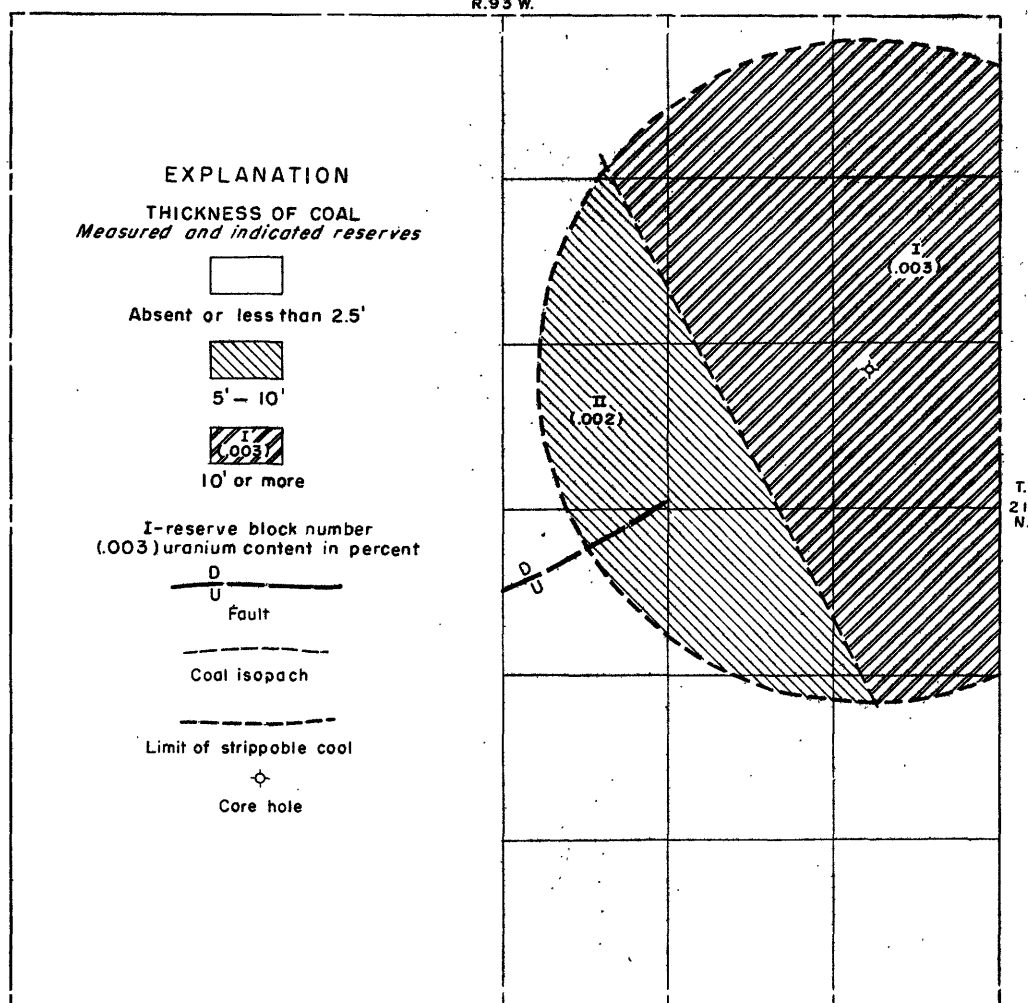 R.93 W.
EXPLANATION
THICKNESS OF COAL
Measured and indicated reserves
Absent or less than 2.5'
5' – 10'
I
(.003)
10' or more
I-reserve block number
(.003) uranium content in percent
D
U
Fault
Coal isopach
Limit of strippable coal
Core hole
I
(.003)
II
(.002)
D
U
T.
21
N.